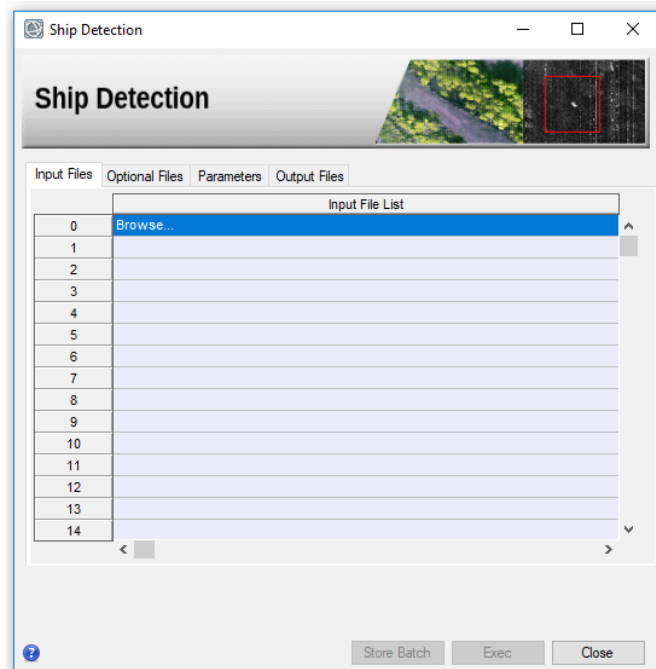 Ship Detection
Ship Detection
Input Files Optional Files Parameters Output Files
Input File List
0 Browse...
1
2
3
4
5
6
7
8
9
10
11
12
13
14
?
Store Batch Exec Close